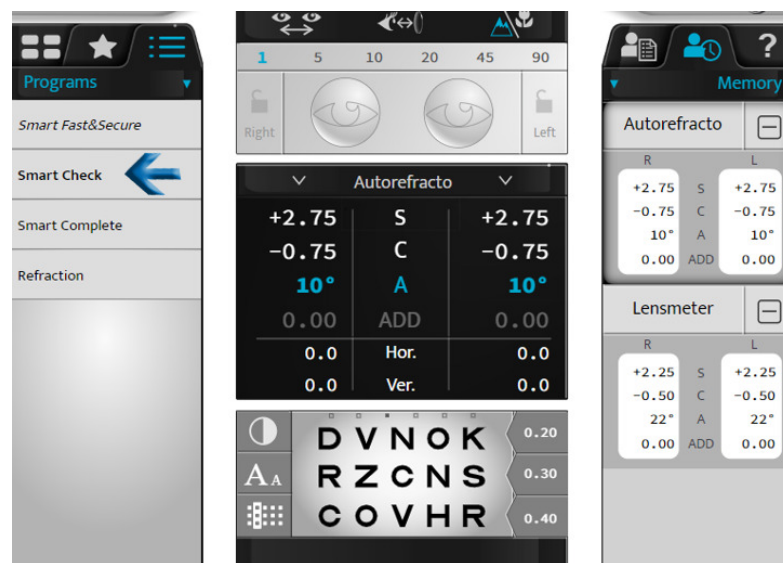 Programs
Smart Fast&Secure
Smart Check
Smart Complete
Refraction
1 5 10 20 45 90
Right Left
Autorefracto
+2.75 S +2.75
-0.75 C -0.75
10° A 10°
0.00 ADD 0.00
0.0 Hor. 0.0
0.0 Ver. 0.0
AA
D V N O K 0.20
R Z C N S 0.30
C O V H R 0.40
?
Memory
Autorefracto
R L
+2.75 S +2.75
-0.75 C -0.75
10° A 10°
0.00 ADD 0.00
Lensmeter
R L
+2.25 S +2.25
-0.50 C -0.50
22° A 22°
0.00 ADD 0.00